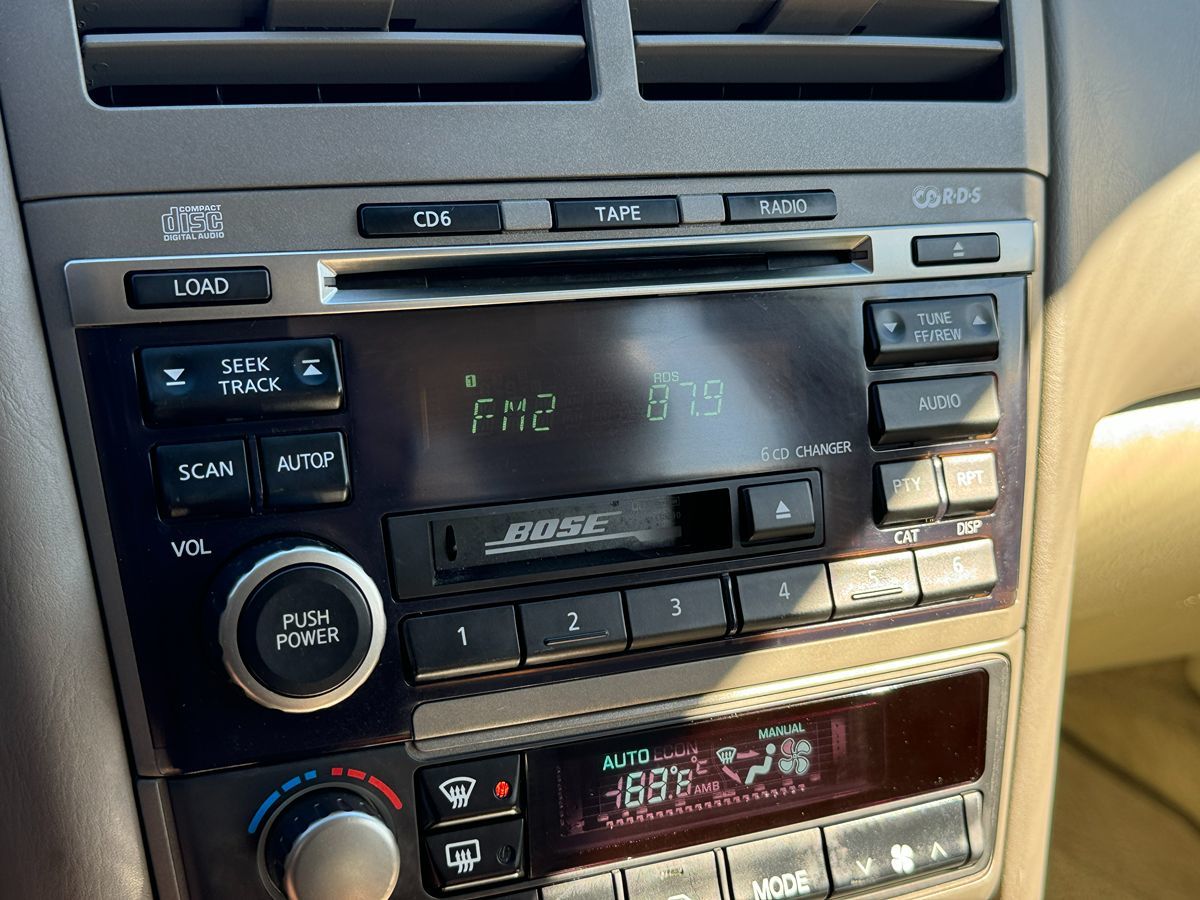 COMPACT
disc
DIGITAL AUDIO
CD6
TAPE
RADIO
R·D·S
LOAD
SEEK
TRACK
TUNE
FF/REW
1
RDS
FM2
87.9
AUDIO
SCAN
AUTO.P
6 CD CHANGER
PTY
RPT
BOSE
CAT
DISP
VOL
PUSH
POWER
1
2
3
4
5
6
MANUAL
AUTO
ECON
°F
°C
AMB
MODE